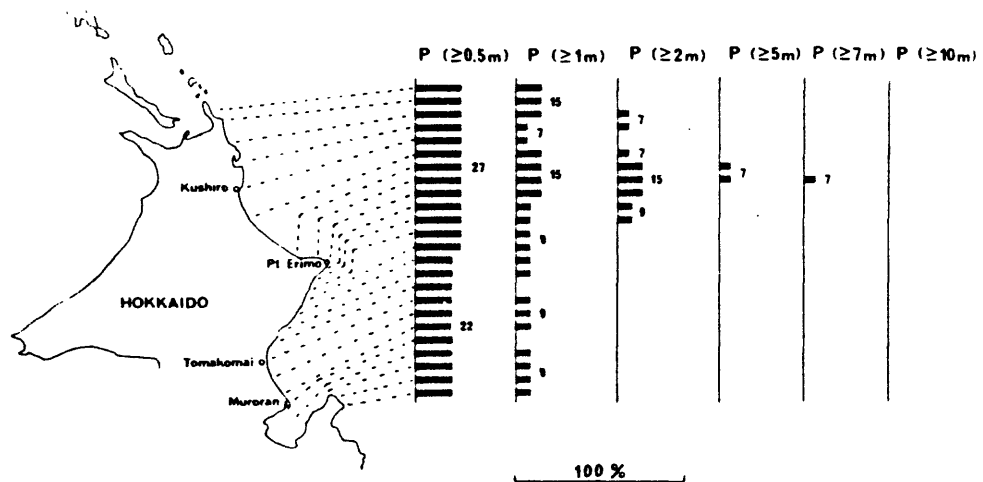 P (≥0.5m) P (≥1m) P (≥2m) P (≥5m) P (≥7m) P (≥10m)
15
7
7
7
27
15
15
7
7
Kushiro
9
9
Pt Erimo
HOKKAIDO
9
22
Tomakomai
9
Muroran
100 %